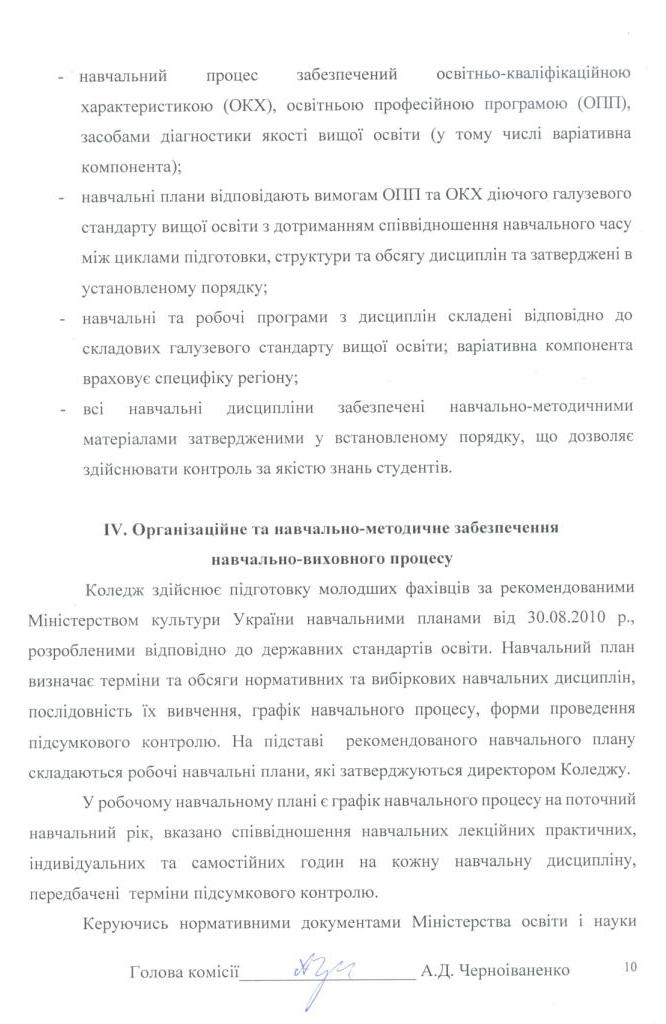 - навчальний процес забезпечений освітньо-кваліфікаційною
характеристикою (ОКХ), освітньою професійною програмою (ОПП),
засобами діагностики якості вищої освіти (у тому числі варіативна
компонента);
- навчальні плани відповідають вимогам ОПП та ОКХ діючого галузевого
стандарту вищої освіти з дотриманням співвідношення навчального часу
між циклами підготовки, структури та обсягу дисциплін та затверджені в
установленому порядку;
- навчальні та робочі програми з дисциплін складені відповідно до
складових галузевого стандарту вищої освіти; варіативна компонента
враховує специфіку регіону;
- всі навчальні дисципліни забезпечені навчально-методичними
матеріалами затвердженими у встановленому порядку, що дозволяє
здійснювати контроль за якістю знань студентів.
IV. Організаційне та навчально-методичне забезпечення
навчально-виховного процесу
Коледж здійснює підготовку молодших фахівців за рекомендованими
Міністерством культури України навчальними планами від 30.08.2010 р.,
розробленими відповідно до державних стандартів освіти. Навчальний план
визначає терміни та обсяги нормативних та вибіркових навчальних дисциплін,
послідовність їх вивчення, графік навчального процесу, форми проведення
підсумкового контролю. На підставі рекомендованого навчального плану
складаються робочі навчальні плани, які затверджуються директором Коледжу.
У робочому навчальному плані є графік навчального процесу на поточний
навчальний рік, вказано співвідношення навчальних лекційних практичних,
індивідуальних та самостійних годин на кожну навчальну дисципліну,
передбачені терміни підсумкового контролю.
Керуючись нормативними документами Міністерства освіти і науки
Голова комісії____________________ А.Д. Черноіваненко 10